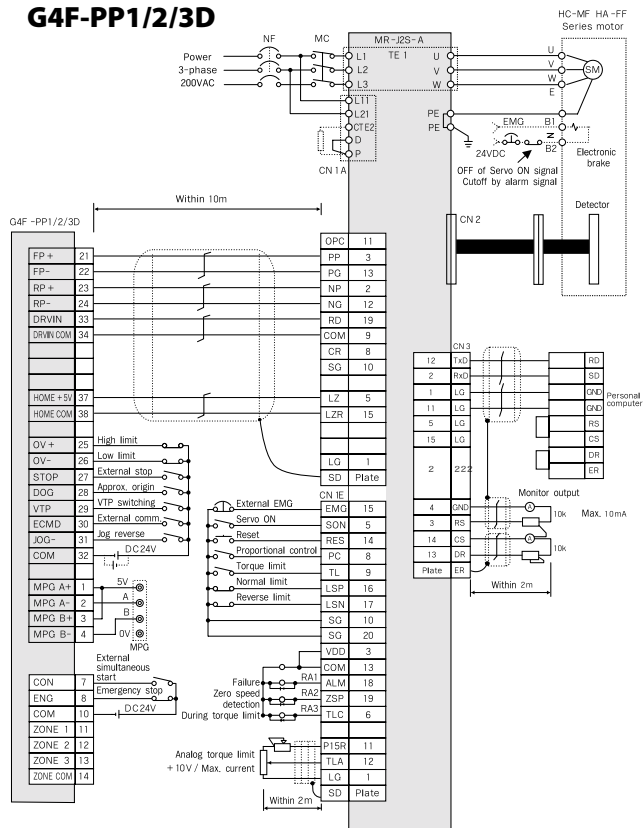 G4F-PP1/2/3D
HC-MF HA-FF
Series motor
NF MC MR-J2S-A
TE 1
Power
3-phase
200VAC
L1 U U
L2 V V SM
L3 W W
E
L11
L21 PE
CTE2 PE
D
P
CN 1A
EMG B1
24VDC B2
Electronic
brake
OFF of Servo ON signal
Cutoff by alarm signal
Detector
CN 2
Within 10m
G4F -PP1/2/3D
OPC 11
FP + 21 PP 3
FP- 22 PG 13
RP + 23 NP 2
RP- 24 NG 12
DRVIN 33 RD 19
DRVIN COM 34 COM 9
CR 8
SG 10
HOME + 5V 37 LZ 5
HOME COM 38 LZR 15
LG 1
SD Plate
CN 3
12 TxD RD
2 RxD SD
1 LG GND
11 LG GND
5 LG RS
15 LG CS
2 222 DR
ER
Personal
computer
4 GND
3 RS
14 CS
13 DR
Plate ER
Monitor output
A 10k Max. 10mA
A 10k
Within 2m
OV + 25 High limit
OV- 26 Low limit
STOP 27 External stop
DOG 28 Approx. origin
VTP 29 VTP switching
ECMD 30 External comm.
JOG- 31 Jog reverse
COM 32 DC24V
MPG A+ 1 5V
MPG A- 2 A
MPG B+ 3 B
MPG B- 4 0V
MPG
External
simultaneous
start
CON 7
ENG 8 Emergency stop
COM 10 DC24V
ZONE 1 11
ZONE 2 12
ZONE 3 13
ZONE COM 14
CN 1E
External EMG EMG 15
Servo ON SON 5
Reset RES 14
Proportional control PC 8
Torque limit TL 9
Normal limit LSP 16
Reverse limit LSN 17
SG 10
SG 20
VDD 3
COM 13
Failure RA1 ALM 18
Zero speed
detection RA2 ZSP 19
During torque limit RA3 TLC 6
P15R 11
Analog torque limit
+10V / Max. current
TLA 12
LG 1
SD Plate
Within 2m